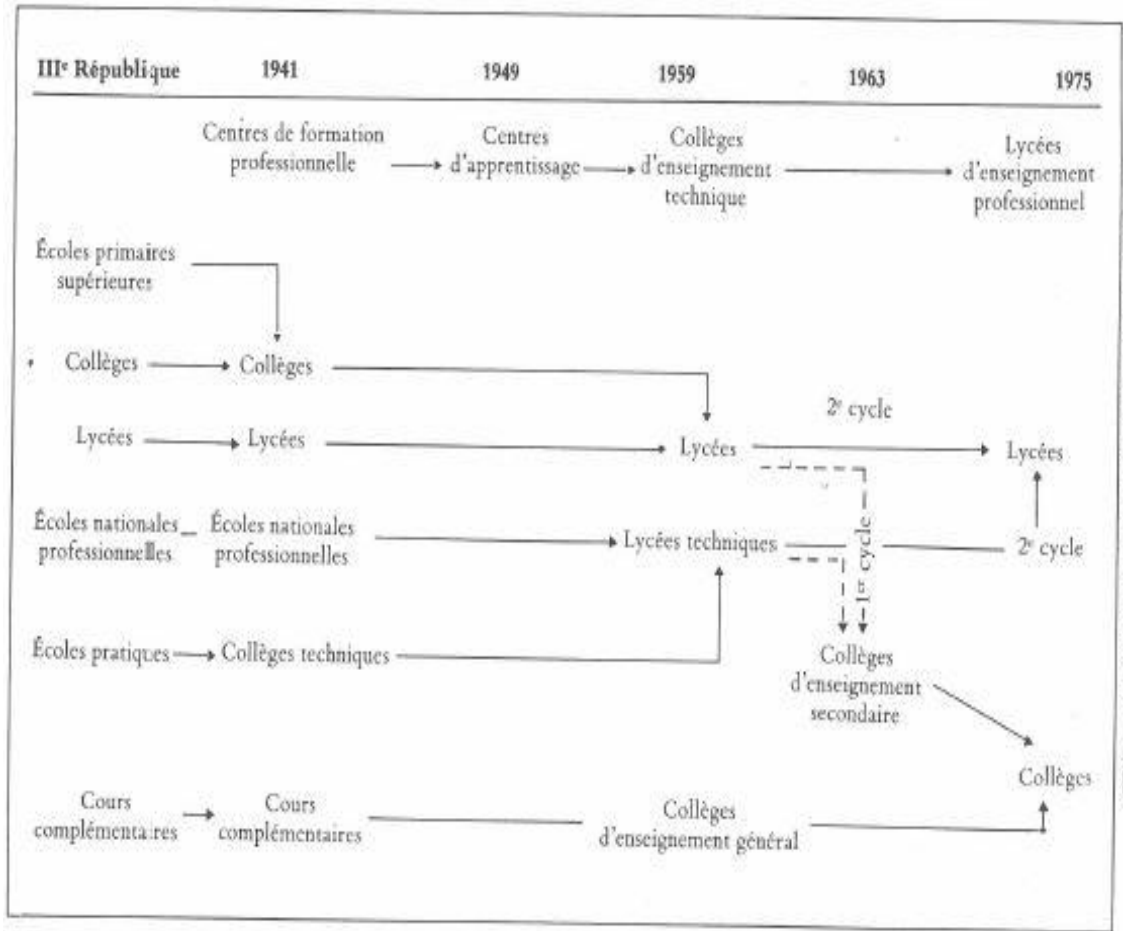 IIIe République 1941 1949 1959 1963 1975
Centres de formation
professionnelle
Centres
d'apprentissage
Collèges
d'enseignement
technique
Lycées
d'enseignement
professionnel
Écoles primaires
supérieures
Collèges Collèges
2e cycle
Lycées Lycées Lycées Lycées
Écoles nationales
professionnelles
Écoles nationales
professionnelles
Lycées techniques
1er cycle
2e cycle
Écoles pratiques Collèges techniques
Collèges
d'enseignement
secondaire
Collèges
Cours
complémentaires
Cours
complémentaires
Collèges
d'enseignement général